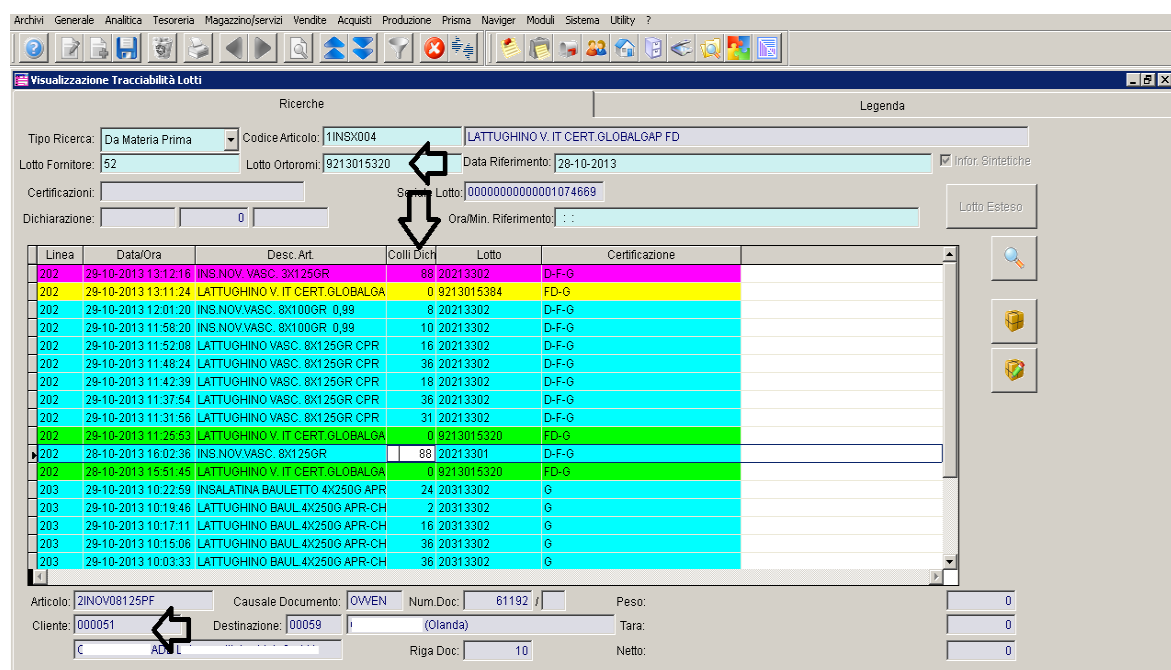 Archivi Generale Analitica Tesoreria Magazzino/servizi Vendite Acquisti Produzione Prisma Naviger Moduli Sistema Utility ?
Visualizzazione Tracciabilità Lotti
Ricerche Legenda
Tipo Ricerca: Da Materia Prima Codice Articolo: 1INSX004 LATTUGHINO V. IT CERT.GLOBALGAP FD
Lotto Fornitore: 52 Lotto Ortoromi: 9213015320 Data Riferimento: 28-10-2013 Infor. Sintetiche
Certificazioni: Lotto: 00000000000001074669
Dichiarazione: 0 Ora/Min. Riferimento: : : Lotto Esteso
Linea Data/Ora Desc. Art. Colli Dich Lotto Certificazione
202 29-10-2013 13:12:16 INS.NOV. VASC. 3X125GR 88 20213302 D-F-G
202 29-10-2013 13:11:24 LATTUGHINO V. IT CERT.GLOBALGA 0 9213015384 FD-G
202 29-10-2013 12:01:20 INS.NOV.VASC. 8X100GR 0,99 8 20213302 D-F-G
202 29-10-2013 11:58:20 INS.NOV.VASC. 8X100GR 0,99 10 20213302 D-F-G
202 29-10-2013 11:52:08 LATTUGHINO VASC. 8X125GR CPR 16 20213302 D-F-G
202 29-10-2013 11:48:24 LATTUGHINO VASC. 8X125GR CPR 36 20213302 D-F-G
202 29-10-2013 11:42:39 LATTUGHINO VASC. 8X125GR CPR 18 20213302 D-F-G
202 29-10-2013 11:37:54 LATTUGHINO VASC. 8X125GR CPR 36 20213302 D-F-G
202 29-10-2013 11:31:56 LATTUGHINO VASC. 8X125GR CPR 31 20213302 D-F-G
202 29-10-2013 11:25:53 LATTUGHINO V. IT CERT.GLOBALGA 0 9213015320 FD-G
202 28-10-2013 16:02:36 INS.NOV.VASC. 8X125GR 88 20213301 D-F-G
202 28-10-2013 15:51:45 LATTUGHINO V. IT CERT.GLOBALGA 0 9213015320 FD-G
203 29-10-2013 10:22:59 INSALATINA BAULETTO 4X250G APR 24 20313302 G
203 29-10-2013 10:19:46 LATTUGHINO BAUL.4X250G APR-CH 2 20313302 G
203 29-10-2013 10:17:11 LATTUGHINO BAUL.4X250G APR-CH 16 20313302 G
203 29-10-2013 10:15:06 LATTUGHINO BAUL.4X250G APR-CH 36 20313302 G
203 29-10-2013 10:03:33 LATTUGHINO BAUL.4X250G APR-CH 36 20313302 G
Articolo: 2INOV08125PF Causale Documento: OVVEN Num.Doc: 61192 / Peso: 0
Cliente: 000051 Destinazione: 00059 (Olanda) Tara: 0
Riga Doc: 10 Netto: 0